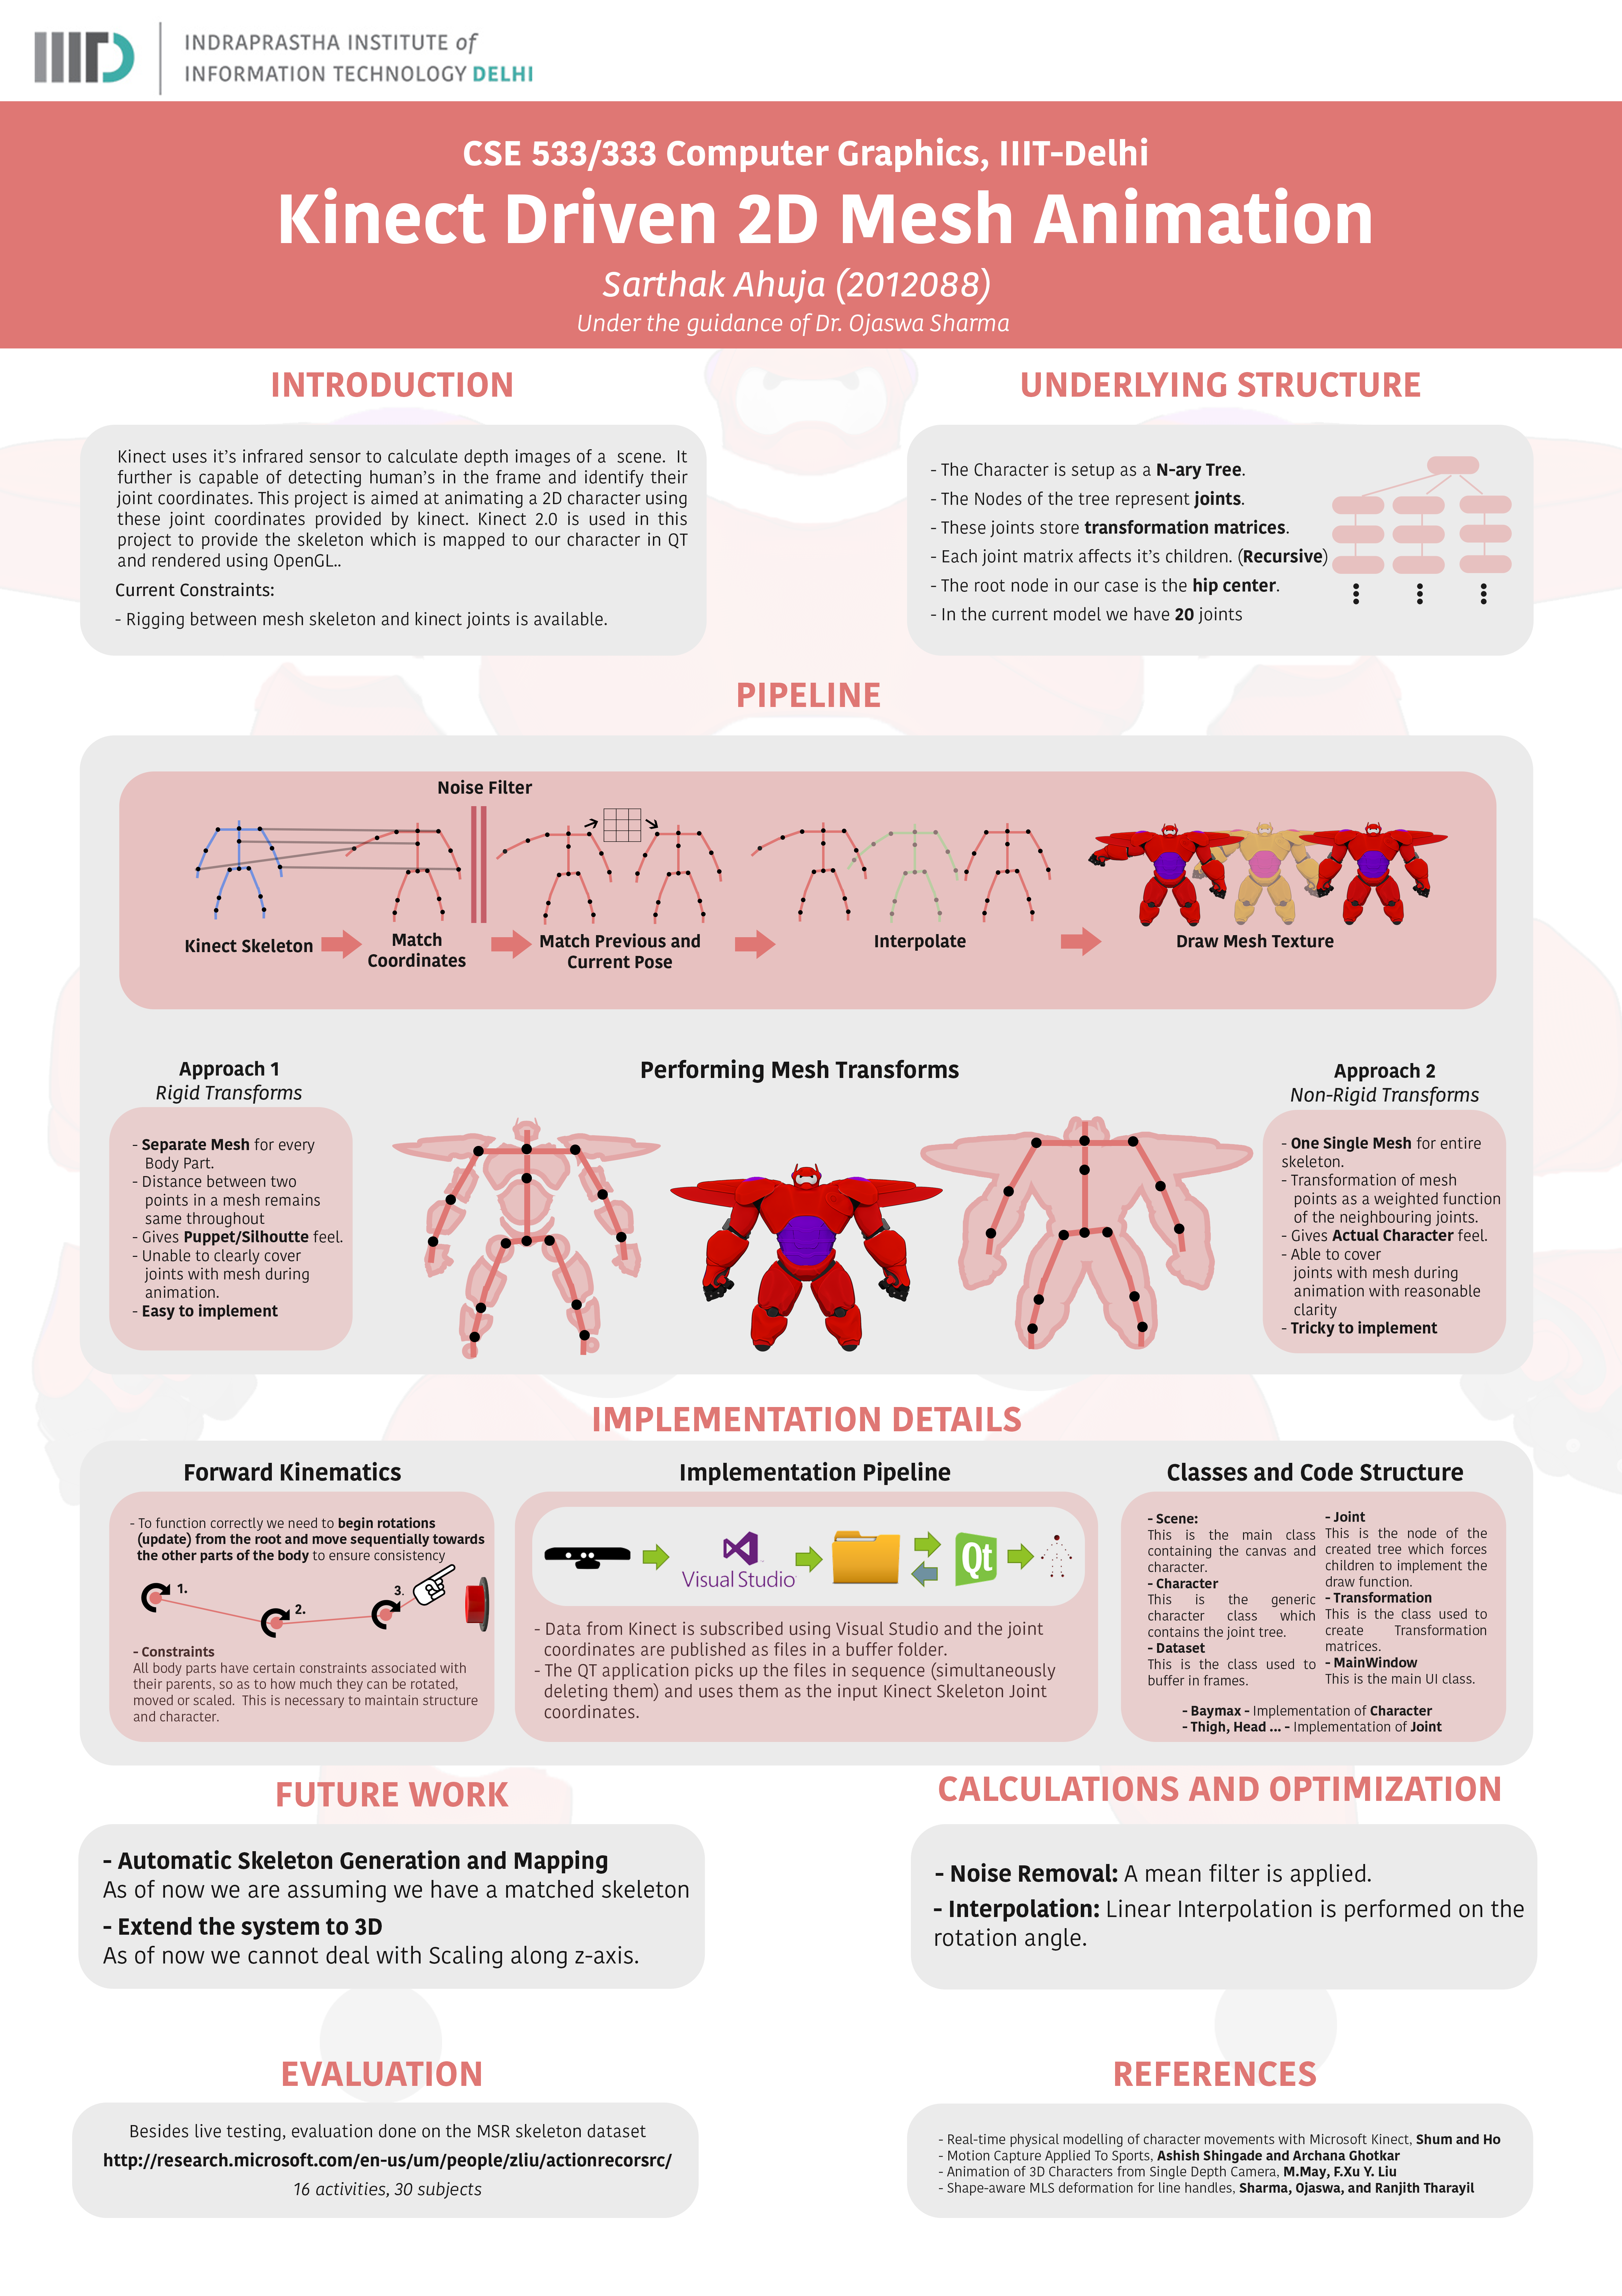 INDRAPRASTHA INSTITUTE of
INFORMATION TECHNOLOGY DELHI
CSE 533/333 Computer Graphics, IIIT-Delhi
Kinect Driven 2D Mesh Animation
Sarthak Ahuja (2012088)
Under the guidance of Dr. Ojaswa Sharma
INTRODUCTION
Kinect uses it's infrared sensor to calculate depth images of a scene. It
further is capable of detecting human's in the frame and identify their
joint coordinates. This project is aimed at animating a 2D character using
these joint coordinates provided by kinect. Kinect 2.0 is used in this
project to provide the skeleton which is mapped to our character in QT
and rendered using OpenGL..
Current Constraints:
- Rigging between mesh skeleton and kinect joints is available.
UNDERLYING STRUCTURE
- The Character is setup as a N-ary Tree.
- The Nodes of the tree represent joints.
- These joints store transformation matrices.
- Each joint matrix affects it's children. (Recursive)
- The root node in our case is the hip center.
- In the current model we have 20 joints
PIPELINE
Noise Filter
Kinect Skeleton
Match
Coordinates
Match Previous and
Current Pose
Interpolate
Draw Mesh Texture
Approach 1
Rigid Transforms
- Separate Mesh for every
Body Part.
- Distance between two
points in a mesh remains
same throughout
- Gives Puppet/Silhoutte feel.
- Unable to clearly cover
joints with mesh during
animation.
- Easy to implement
Performing Mesh Transforms
Approach 2
Non-Rigid Transforms
- One Single Mesh for entire
skeleton.
- Transformation of mesh
points as a weighted function
of the neighbouring joints.
- Gives Actual Character feel.
- Able to cover
joints with mesh during
animation with reasonable
clarity
- Tricky to implement
IMPLEMENTATION DETAILS
Forward Kinematics
- To function correctly we need to begin rotations
(update) from the root and move sequentially towards
the other parts of the body to ensure consistency
1.
2.
3.
- Constraints
All body parts have certain constraints associated with
their parents, so as to how much they can be rotated,
moved or scaled. This is necessary to maintain structure
and character.
Implementation Pipeline
Visual Studio
Qt
- Data from Kinect is subscribed using Visual Studio and the joint
coordinates are published as files in a buffer folder.
- The QT application picks up the files in sequence (simultaneously
deleting them) and uses them as the input Kinect Skeleton Joint
coordinates.
Classes and Code Structure
- Scene:
This is the main class
containing the canvas and
character.
- Character
This is the generic
character class which
contains the joint tree.
- Dataset
This is the class used to
buffer in frames.
- Joint
This is the node of the
created tree which forces
children to implement the
draw function.
- Transformation
This is the class used to
create Transformation
matrices.
- MainWindow
This is the main UI class.
- Baymax - Implementation of Character
- Thigh, Head ... - Implementation of Joint
FUTURE WORK
- Automatic Skeleton Generation and Mapping
As of now we are assuming we have a matched skeleton
- Extend the system to 3D
As of now we cannot deal with Scaling along z-axis.
CALCULATIONS AND OPTIMIZATION
- Noise Removal: A mean filter is applied.
- Interpolation: Linear Interpolation is performed on the
rotation angle.
EVALUATION
Besides live testing, evaluation done on the MSR skeleton dataset
http://research.microsoft.com/en-us/um/people/zliu/actionrecorsrc/
16 activities, 30 subjects
REFERENCES
- Real-time physical modelling of character movements with Microsoft Kinect, Shum and Ho
- Motion Capture Applied To Sports, Ashish Shingade and Archana Ghotkar
- Animation of 3D Characters from Single Depth Camera, M.May, F.Xu Y. Liu
- Shape-aware MLS deformation for line handles, Sharma, Ojaswa, and Ranjith Tharayil